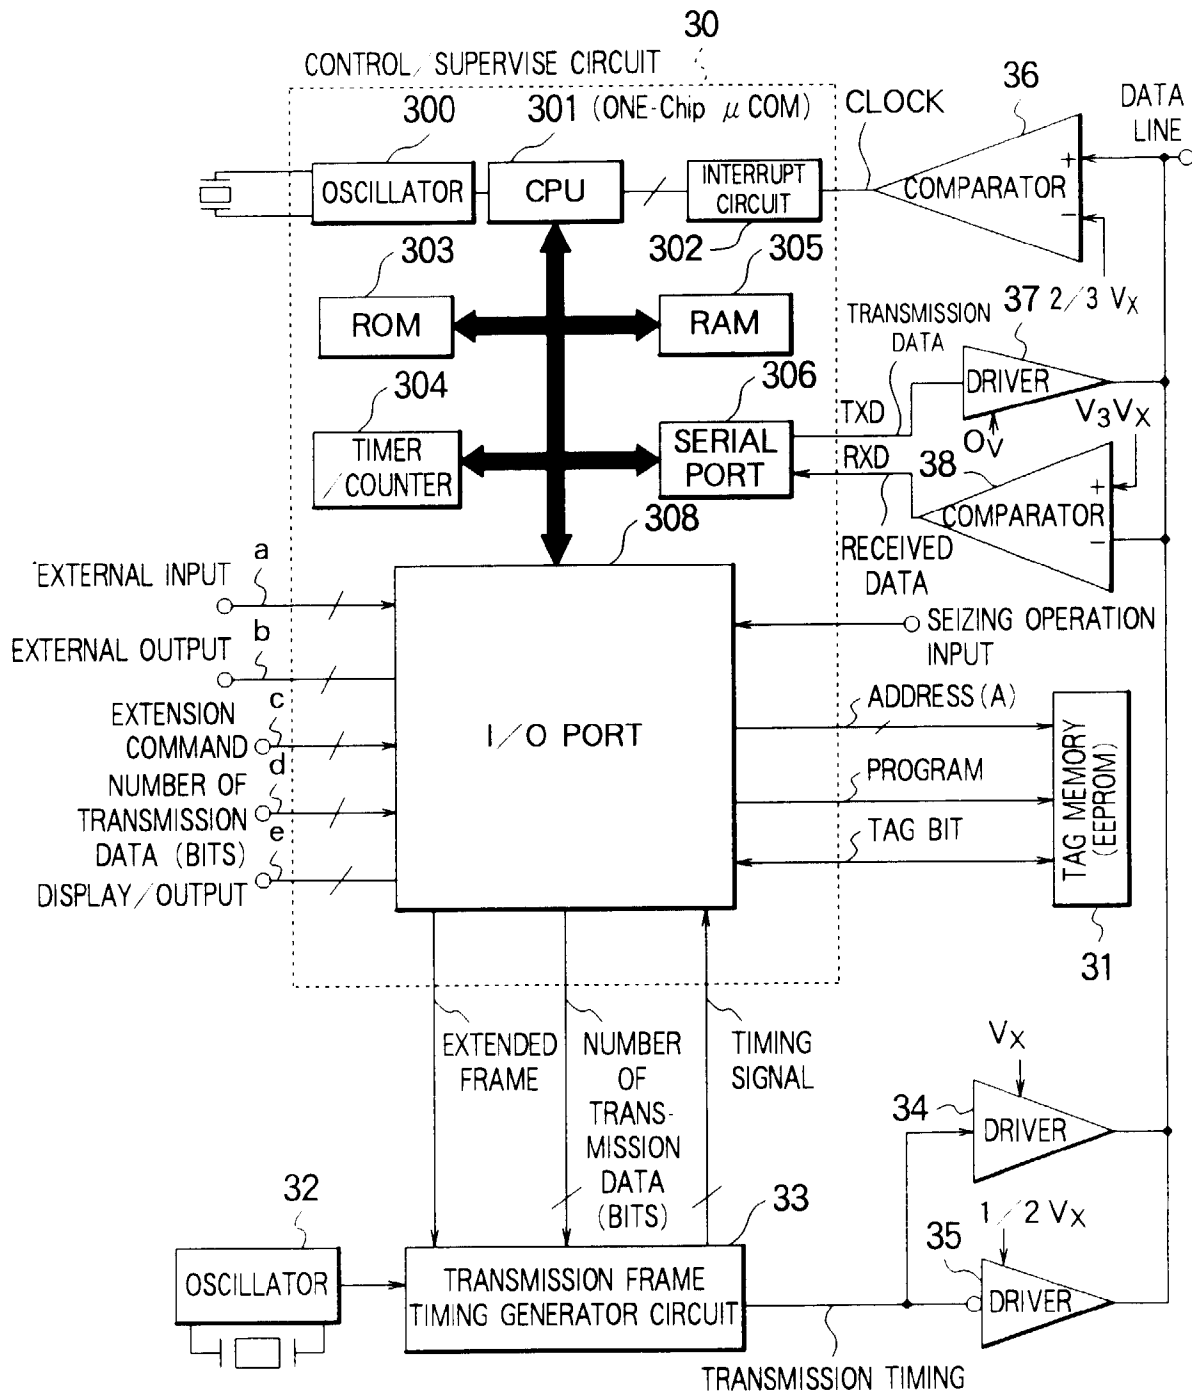 30
CONTROL/SUPERVISE CIRCUIT
300
301 (ONE-Chip μ COM)
CLOCK
36
DATA
LINE
OSCILLATOR
CPU
INTERRUPT
CIRCUIT
COMPARATOR
+
−
303
302
305
2/3 VX
ROM
RAM
TRANSMISSION
DATA
37
DRIVER
304
306
TXD
0V
V3VX
TIMER
/COUNTER
SERIAL
PORT
RXD
38
COMPARATOR
+
−
308
RECEIVED
DATA
EXTERNAL INPUT
a
EXTERNAL OUTPUT
b
SEIZING OPERATION
INPUT
EXTENSION
COMMAND
c
I/O PORT
ADDRESS (A)
NUMBER OF
TRANSMISSION
DATA (BITS)
d
PROGRAM
TAG BIT
TAG MEMORY
(EEPROM)
DISPLAY/OUTPUT
e
31
EXTENDED
FRAME
NUMBER
OF
TRANS-
MISSION
DATA
(BITS)
TIMING
SIGNAL
VX
34
DRIVER
32
33
1/2 VX
35
OSCILLATOR
TRANSMISSION FRAME
TIMING GENERATOR CIRCUIT
DRIVER
TRANSMISSION TIMING